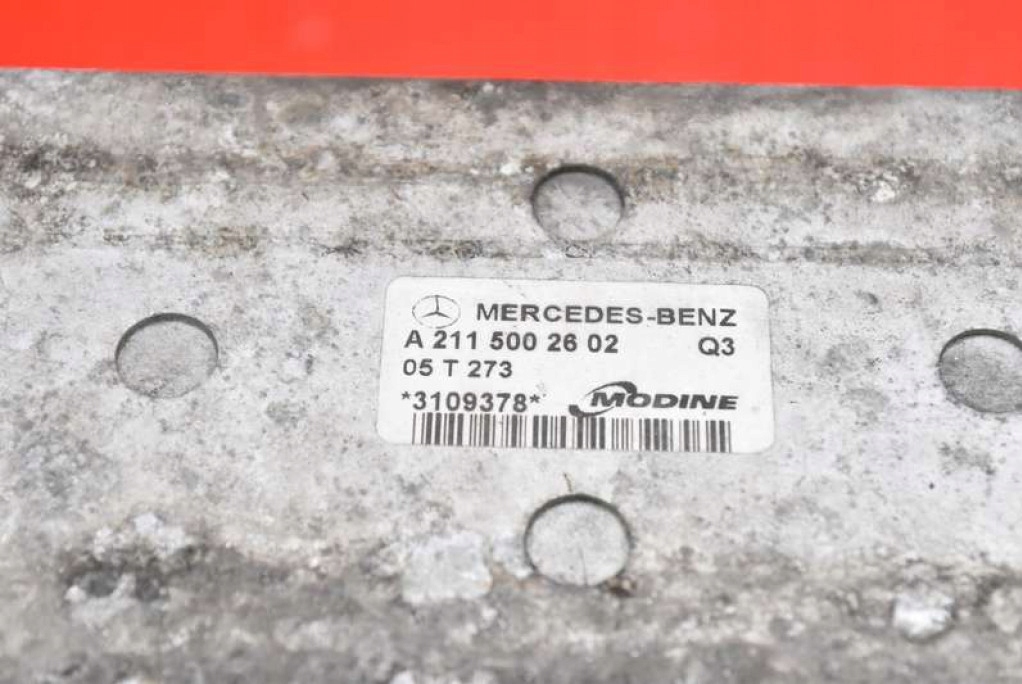 MERCEDES-BENZ
A 211 500 26 02 Q3
05 T 273
*3109378* MODINE